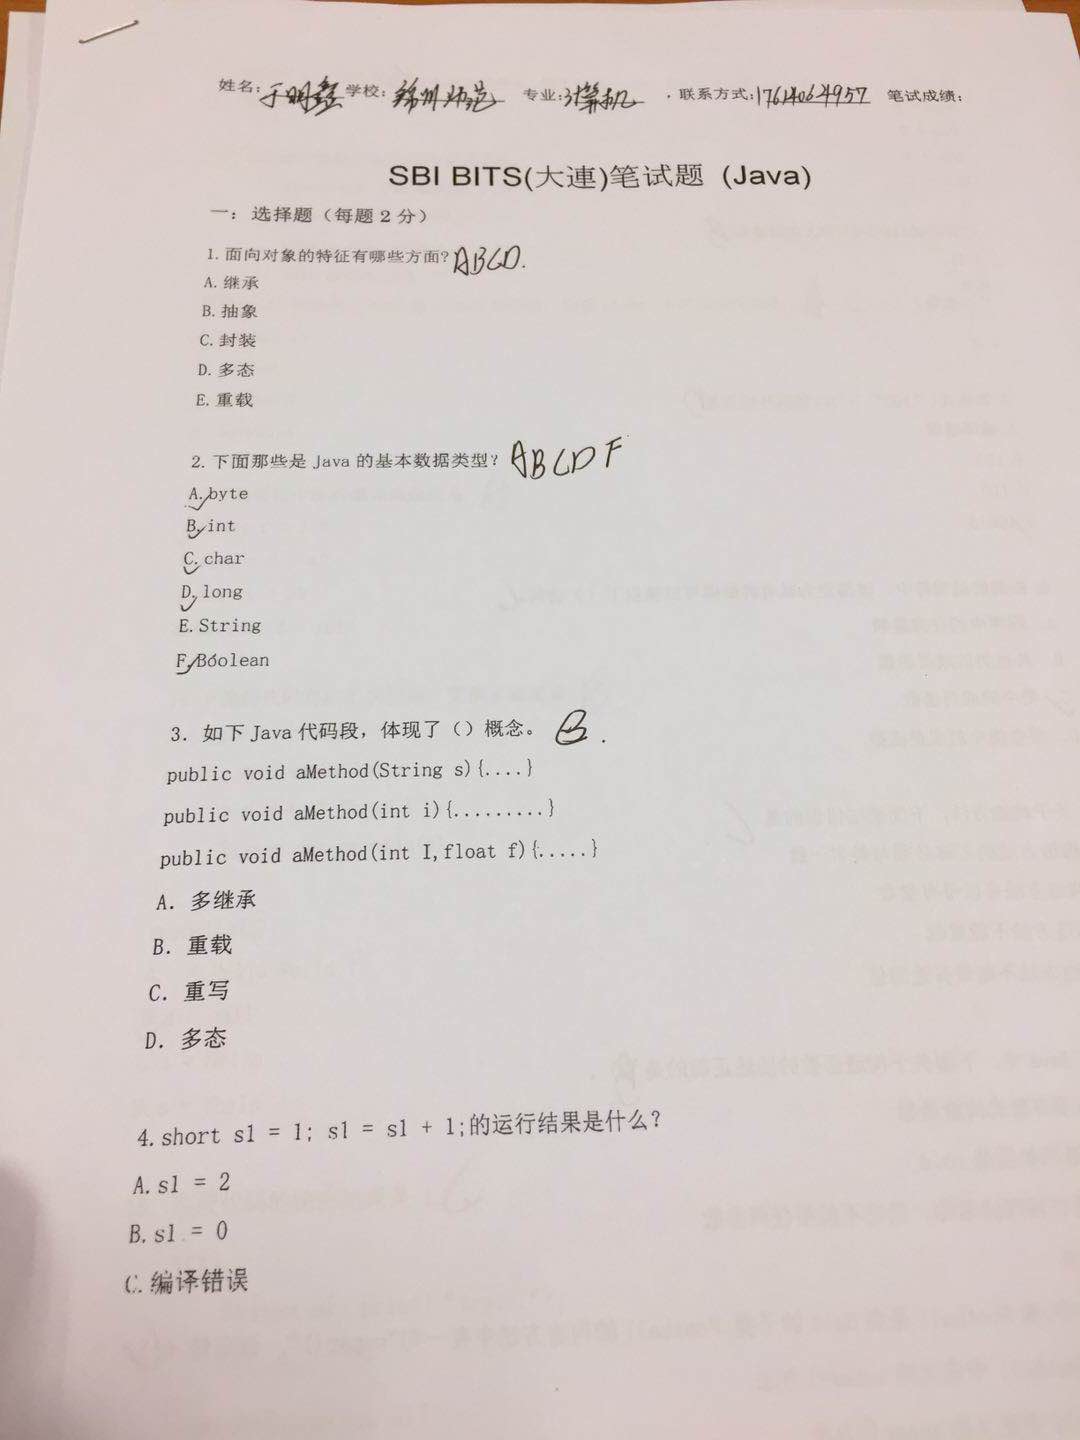 姓名:于明鑫 学校:锦州师范 专业:计算机 ,联系方式:17614064957 笔试成绩:
SBI BITS(大連)笔试题 (Java)
一: 选择题（每题 2 分）
1. 面向对象的特征有哪些方面? ABCD.
A. 继承
B. 抽象
C. 封装
D. 多态
E. 重载
2. 下面那些是 Java 的基本数据类型? ABCDF
A. byte
B. int
C. char
D. long
E. String
F. Boolean
3. 如下 Java 代码段，体现了（）概念。 B.
public void aMethod(String s){....}
public void aMethod(int i){.........}
public void aMethod(int I,float f){.....}
A. 多继承
B. 重载
C. 重写
D. 多态
4. short s1 = 1; s1 = s1 + 1;的运行结果是什么?
A. s1 = 2
B. s1 = 0
C. 编译错误